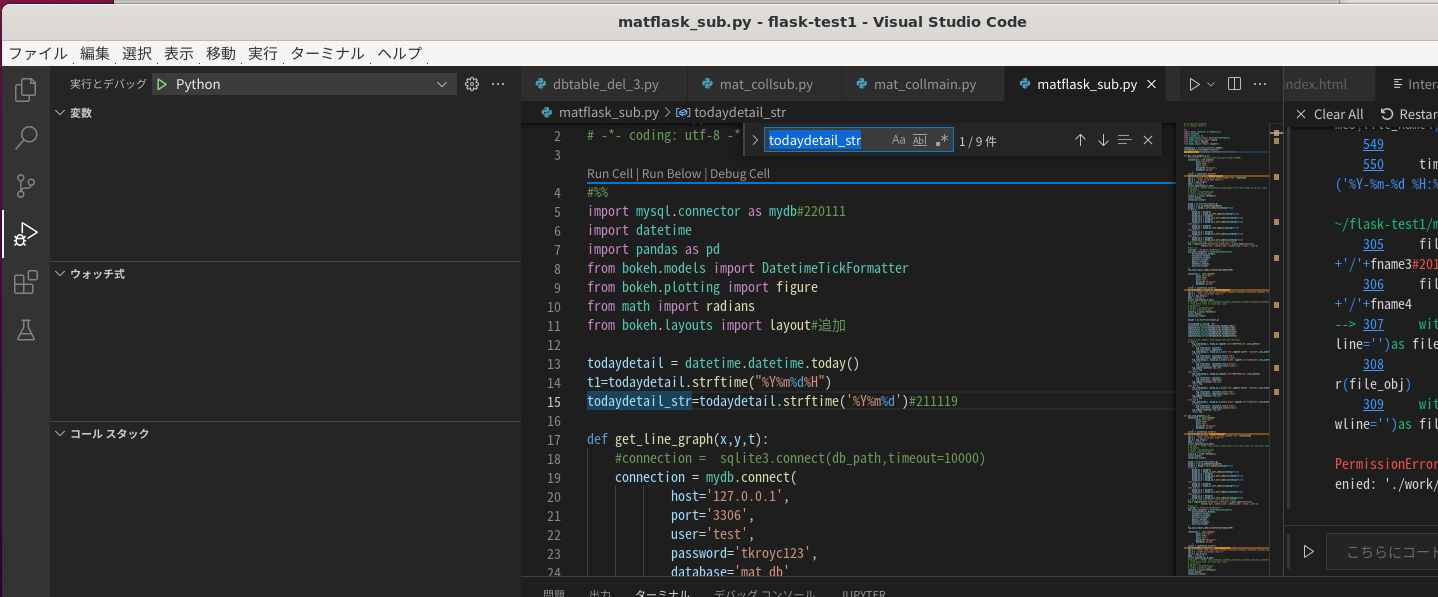 matflask_sub.py - flask-test1 - Visual Studio Code
ファイル 編集 選択 表示 移動 実行 ターミナル ヘルプ
実行とデバッグ Python
変数
ウォッチ式
コール スタック
dbtable_del_3.py mat_collsub.py mat_collmain.py matflask_sub.py
matflask_sub.py > todaydetail_str
todaydetail_str Aa Abl .* 1 / 9 件
2 # -*- coding: utf-8 -*
3
Run Cell | Run Below | Debug Cell
4 #%%
5 import mysql.connector as mydb#220111
6 import datetime
7 import pandas as pd
8 from bokeh.models import DatetimeTickFormatter
9 from bokeh.plotting import figure
10 from math import radians
11 from bokeh.layouts import layout#追加
12
13 todaydetail = datetime.datetime.today()
14 t1=todaydetail.strftime("%Y%m%d%H")
15 todaydetail_str=todaydetail.strftime('%Y%m%d')#211119
16
17 def get_line_graph(x,y,t):
18 #connection =  sqlite3.connect(db_path,timeout=10000)
19 connection = mydb.connect(
20 host='127.0.0.1',
21 port='3306',
22 user='test',
23 password='tkroyc123',
24 database='mat_db'
問題 出力 ターミナル デバッグ コンソール JUPYTER
index.html Inter
Clear All Restar
549
550 tim
('%Y-%m-%d %H:%
~/flask-test1/m
305 fil
+'/'+fname3#201
306 fil
+'/'+fname4
--> 307 wit
line='')as file
308
r(file_obj)
309 wit
wline='')as fil
PermissionError
enied: './work/
こちらにコート